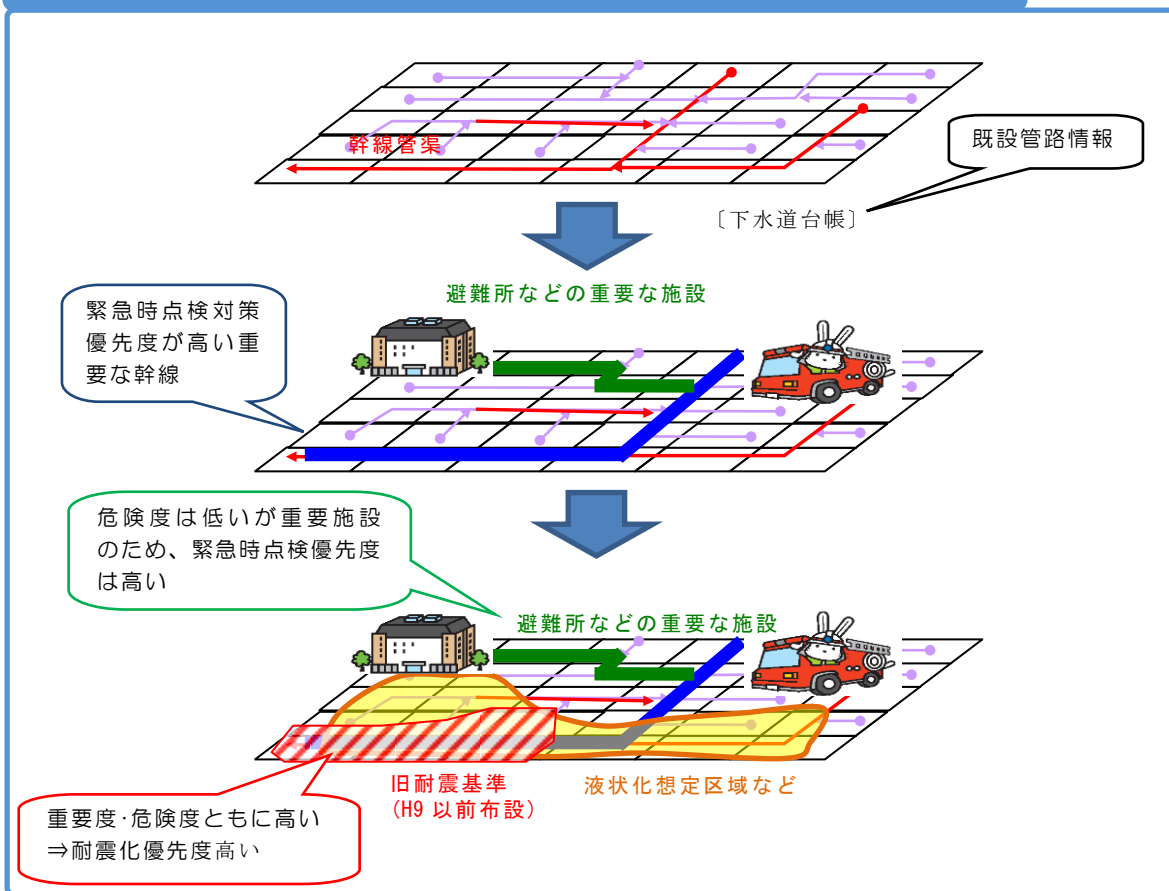 幹線管渠
既設管路情報
〔下水道台帳〕
避難所などの重要な施設
緊急時点検対策
優先度が高い重
要な幹線
危険度は低いが重要施設
のため、緊急時点検優先度
は高い
避難所などの重要な施設
旧耐震基準
(H9 以前布設)
液状化想定区域など
重要度・危険度ともに高い
⇒耐震化優先度高い